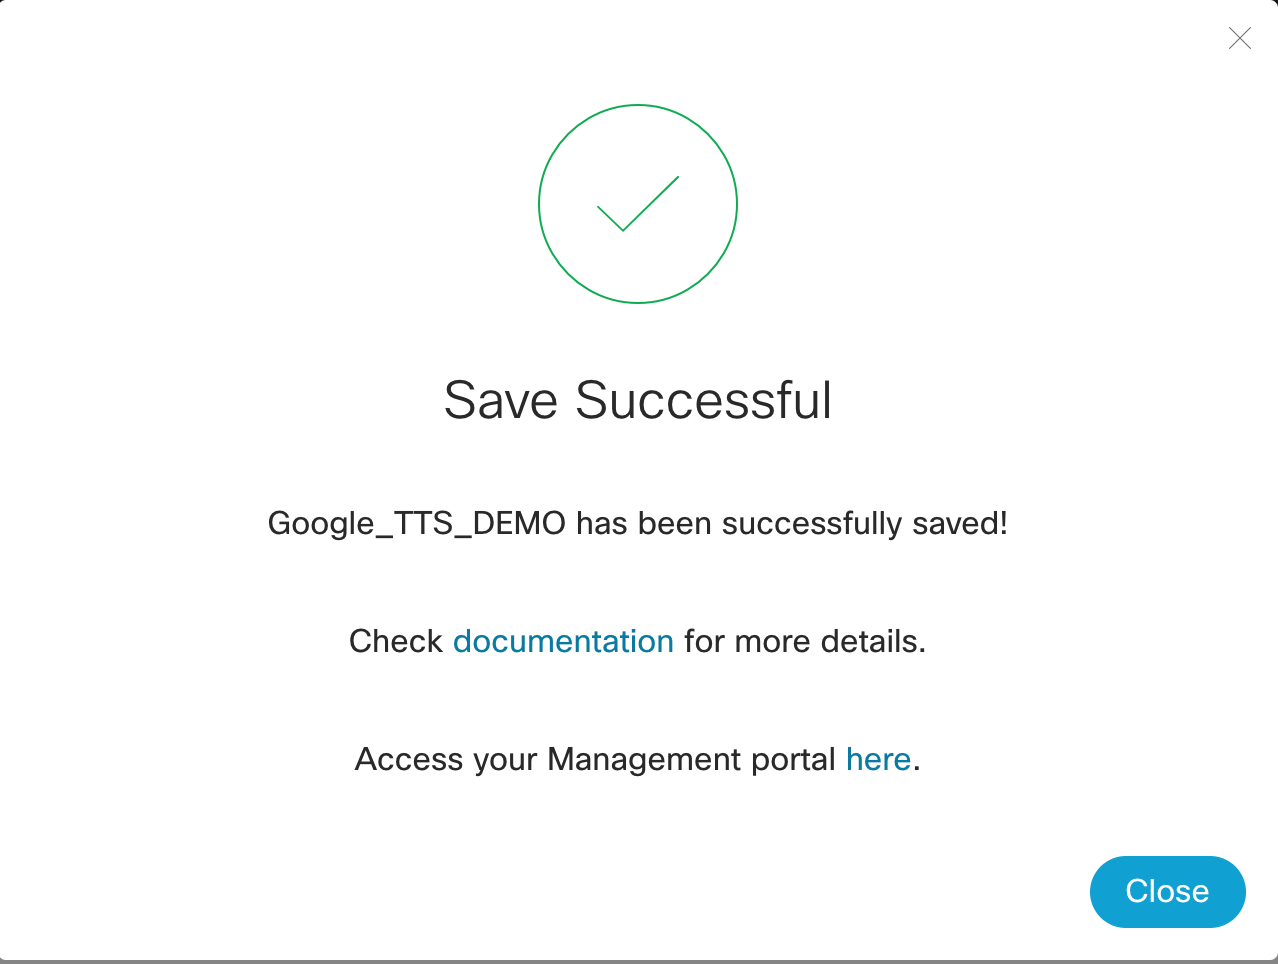 Save Successful
Google_TTS_DEMO has been successfully saved!
Check documentation for more details.
Access your Management portal here.
Close